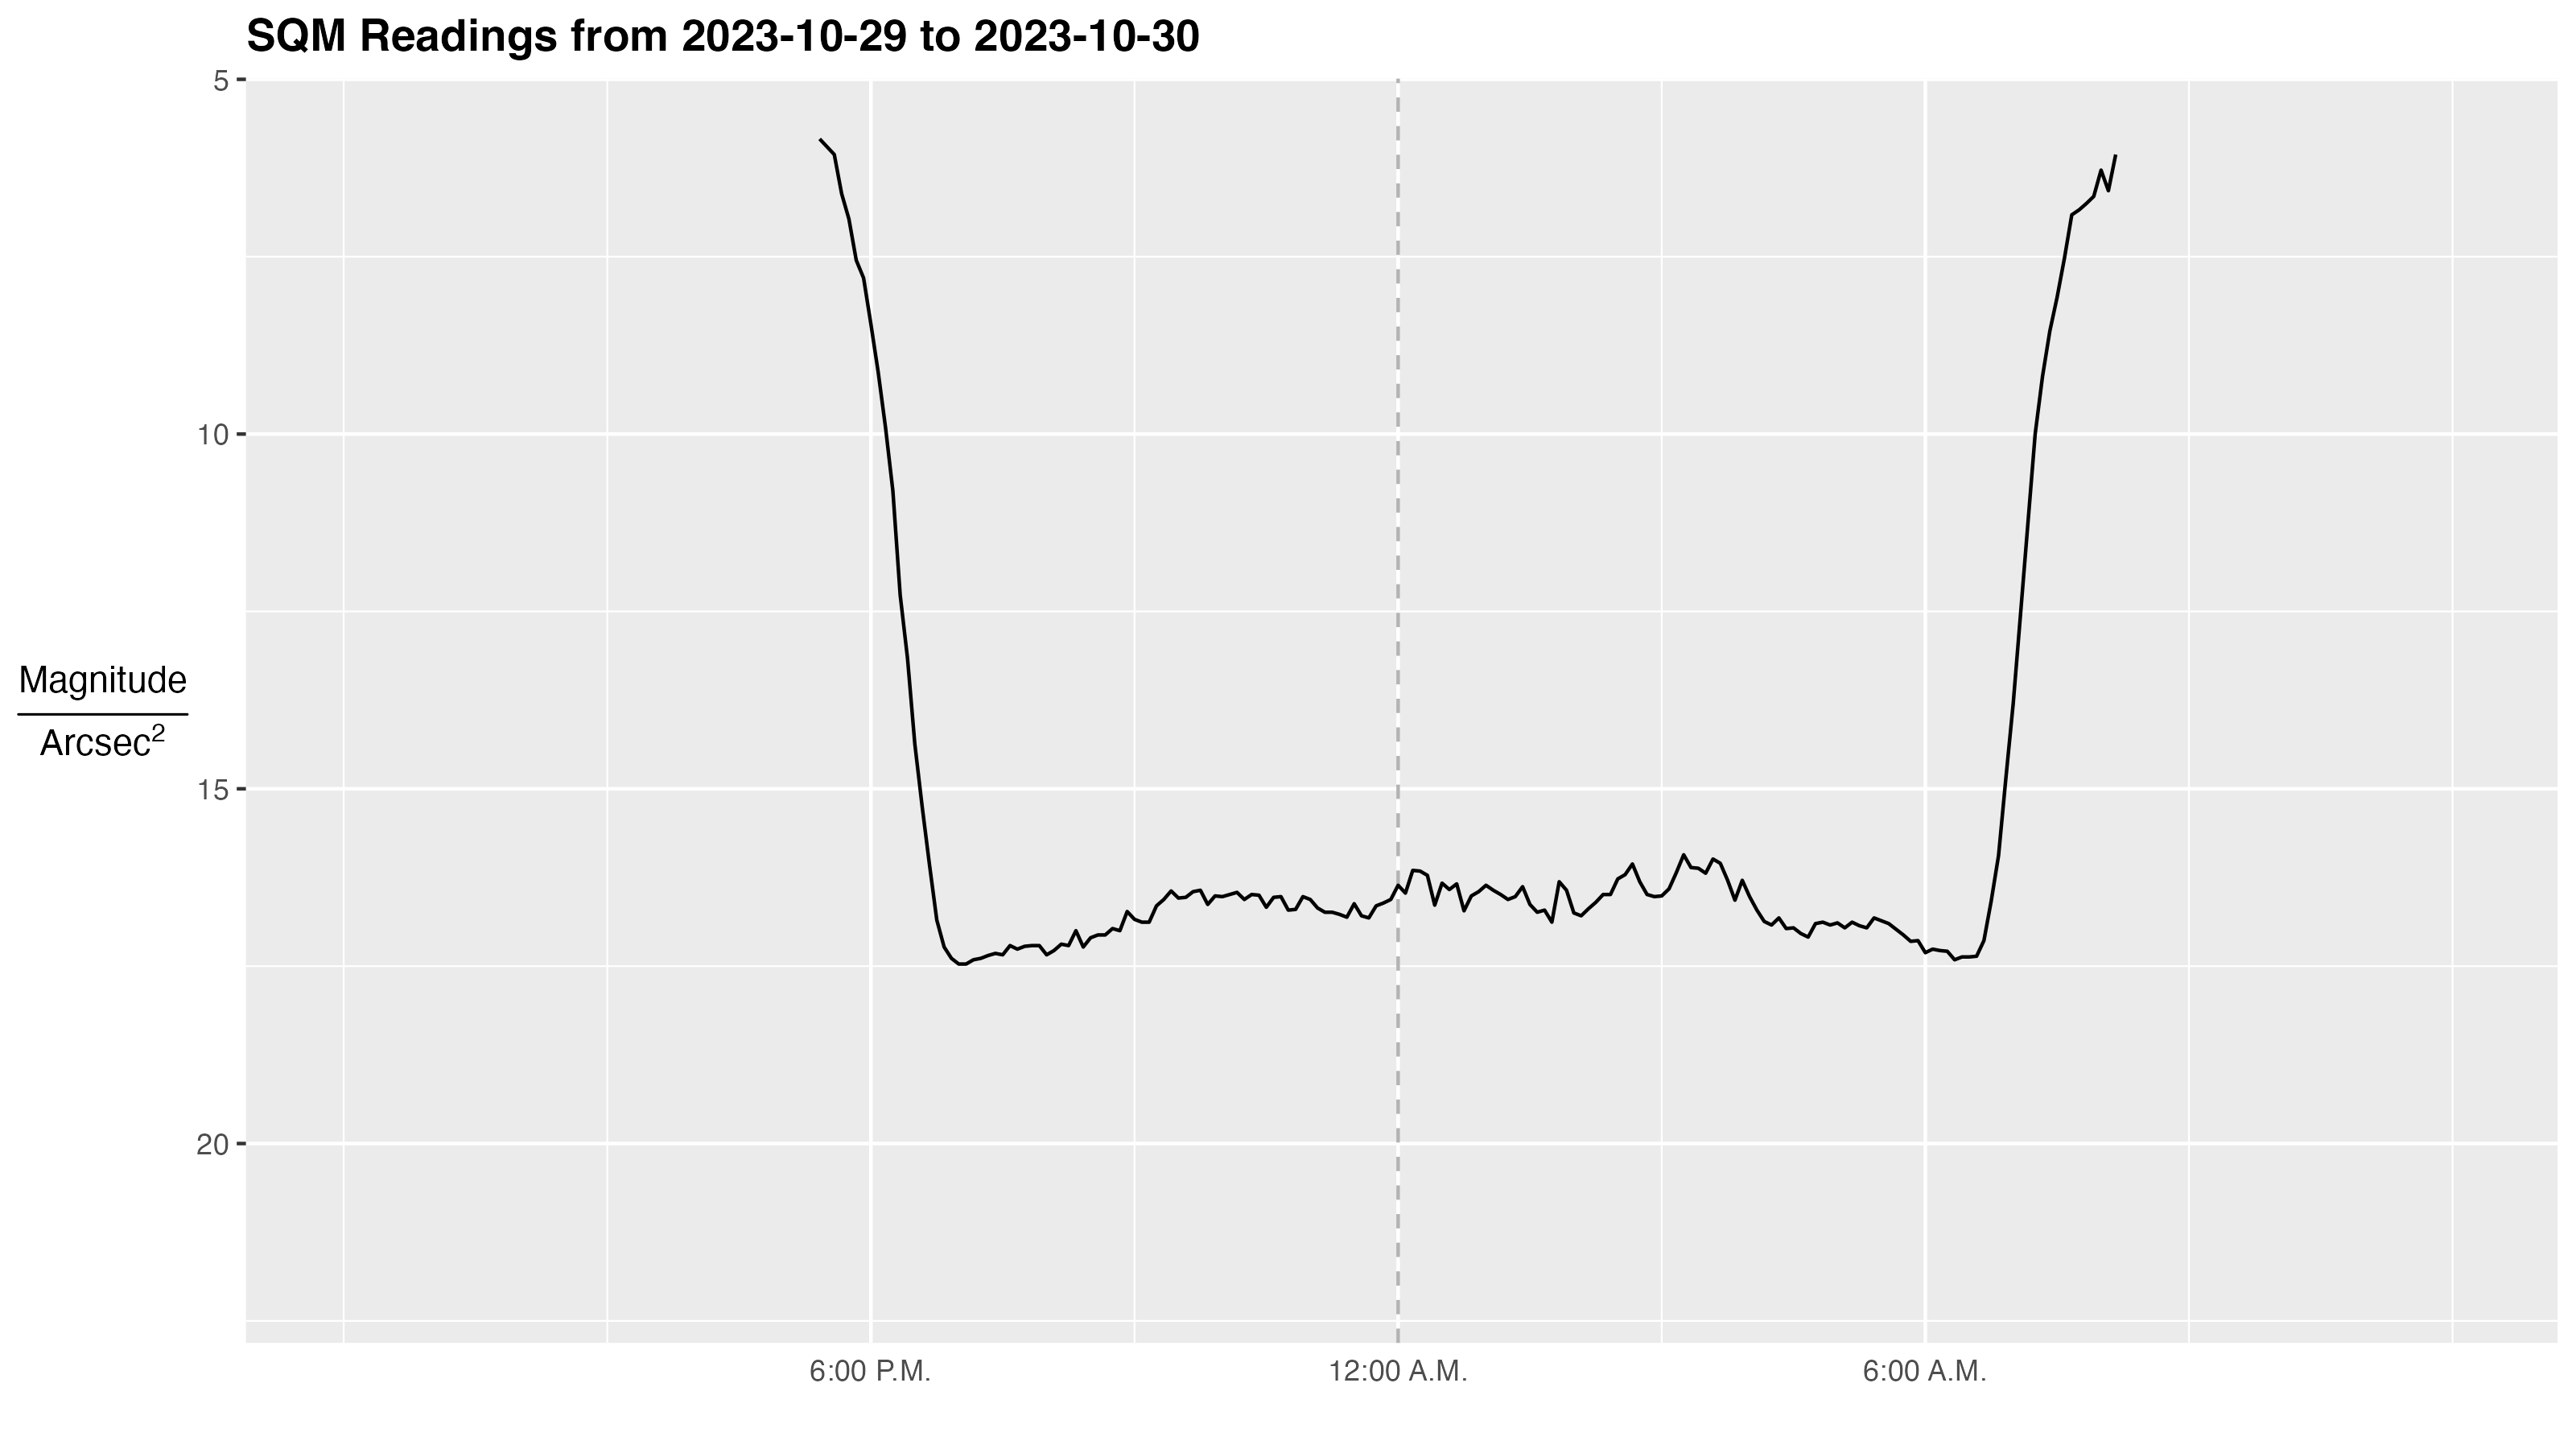 SQM Readings from 2023-10-29 to 2023-10-30
5
10
15
20
Magnitude
Arcsec²
6:00 P.M. 12:00 A.M. 6:00 A.M.